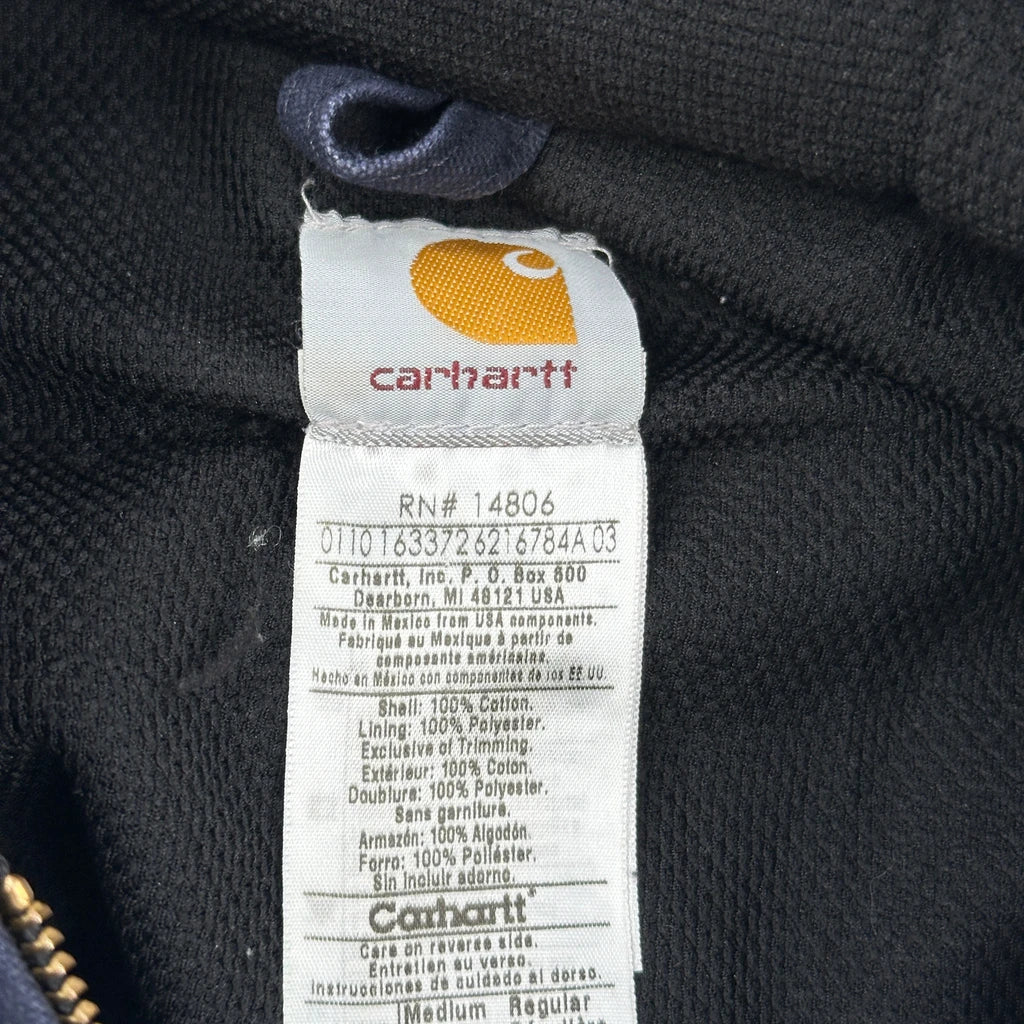 carhartt
RN# 14806
01101633726216784A 03
Carhartt, Inc. P. O. Box 600
Dearborn, MI 48121 USA
Made in Mexico from USA components.
Fabriqué au Mexique à partir de
composants américains.
Hecho en México con componentes de los EE UU.
Shell: 100% Cotton.
Lining: 100% Polyester.
Exclusive of Trimming.
Extérieur: 100% Coton.
Doublure: 100% Polyester.
Sans garniture.
Armazón: 100% Algodón.
Forro: 100% Poliéster.
Sin incluir adorno.
Carhartt
Care on reverse side.
Entretien au verso.
Instrucciones de cuidado al dorso.
Medium Regular